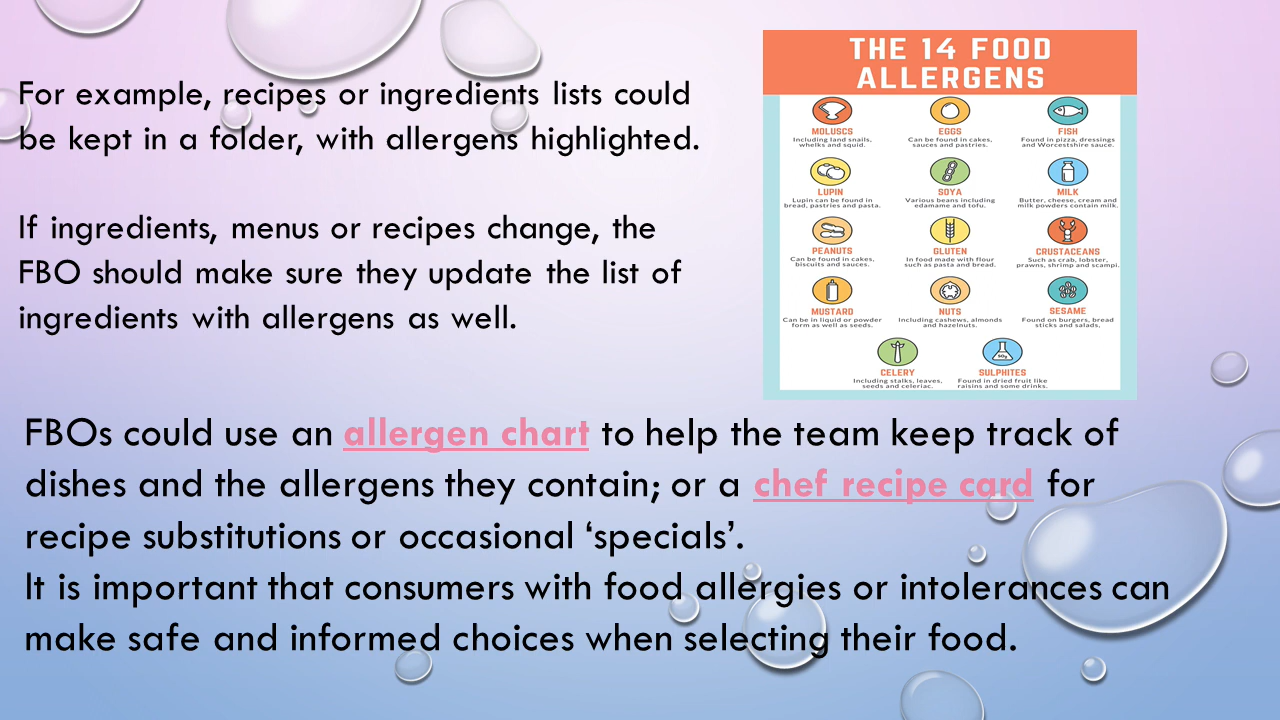 For example, recipes or ingredients lists could
be kept in a folder, with allergens highlighted.
If ingredients, menus or recipes change, the
FBO should make sure they update the list of
ingredients with allergens as well.
THE 14 FOOD
ALLERGENS
MOLUSCS
Including land snails,
whelks and squid.
EGGS
Can be found in cakes,
sauces and pastries.
FISH
Found in pizza, dressings
and Worcestshire sauce.
LUPIN
Lupin can be found in
bread, pastries and pasta.
SOYA
Various beans including
edamame and tofu.
MILK
Butter, cheese, cream and
milk powders contain milk.
PEANUTS
Can be found in cakes,
biscuits and sauces.
GLUTEN
In food made with flour
such as pasta and bread.
CRUSTACEANS
Such as crab, lobster,
prawns, shrimp and scampi.
MUSTARD
Can be in liquid or powder
form as well as seeds.
NUTS
Including cashews, almonds
and hazelnuts.
SESAME
Found on burgers, bread
sticks and salads.
CELERY
Including stalks, leaves,
seeds and celeriac.
SULPHITES
Found in dried fruit like
raisins and some drinks.
FBOs could use an allergen chart to help the team keep track of
dishes and the allergens they contain; or a chef recipe card for
recipe substitutions or occasional ‘specials’.
It is important that consumers with food allergies or intolerances can
make safe and informed choices when selecting their food.